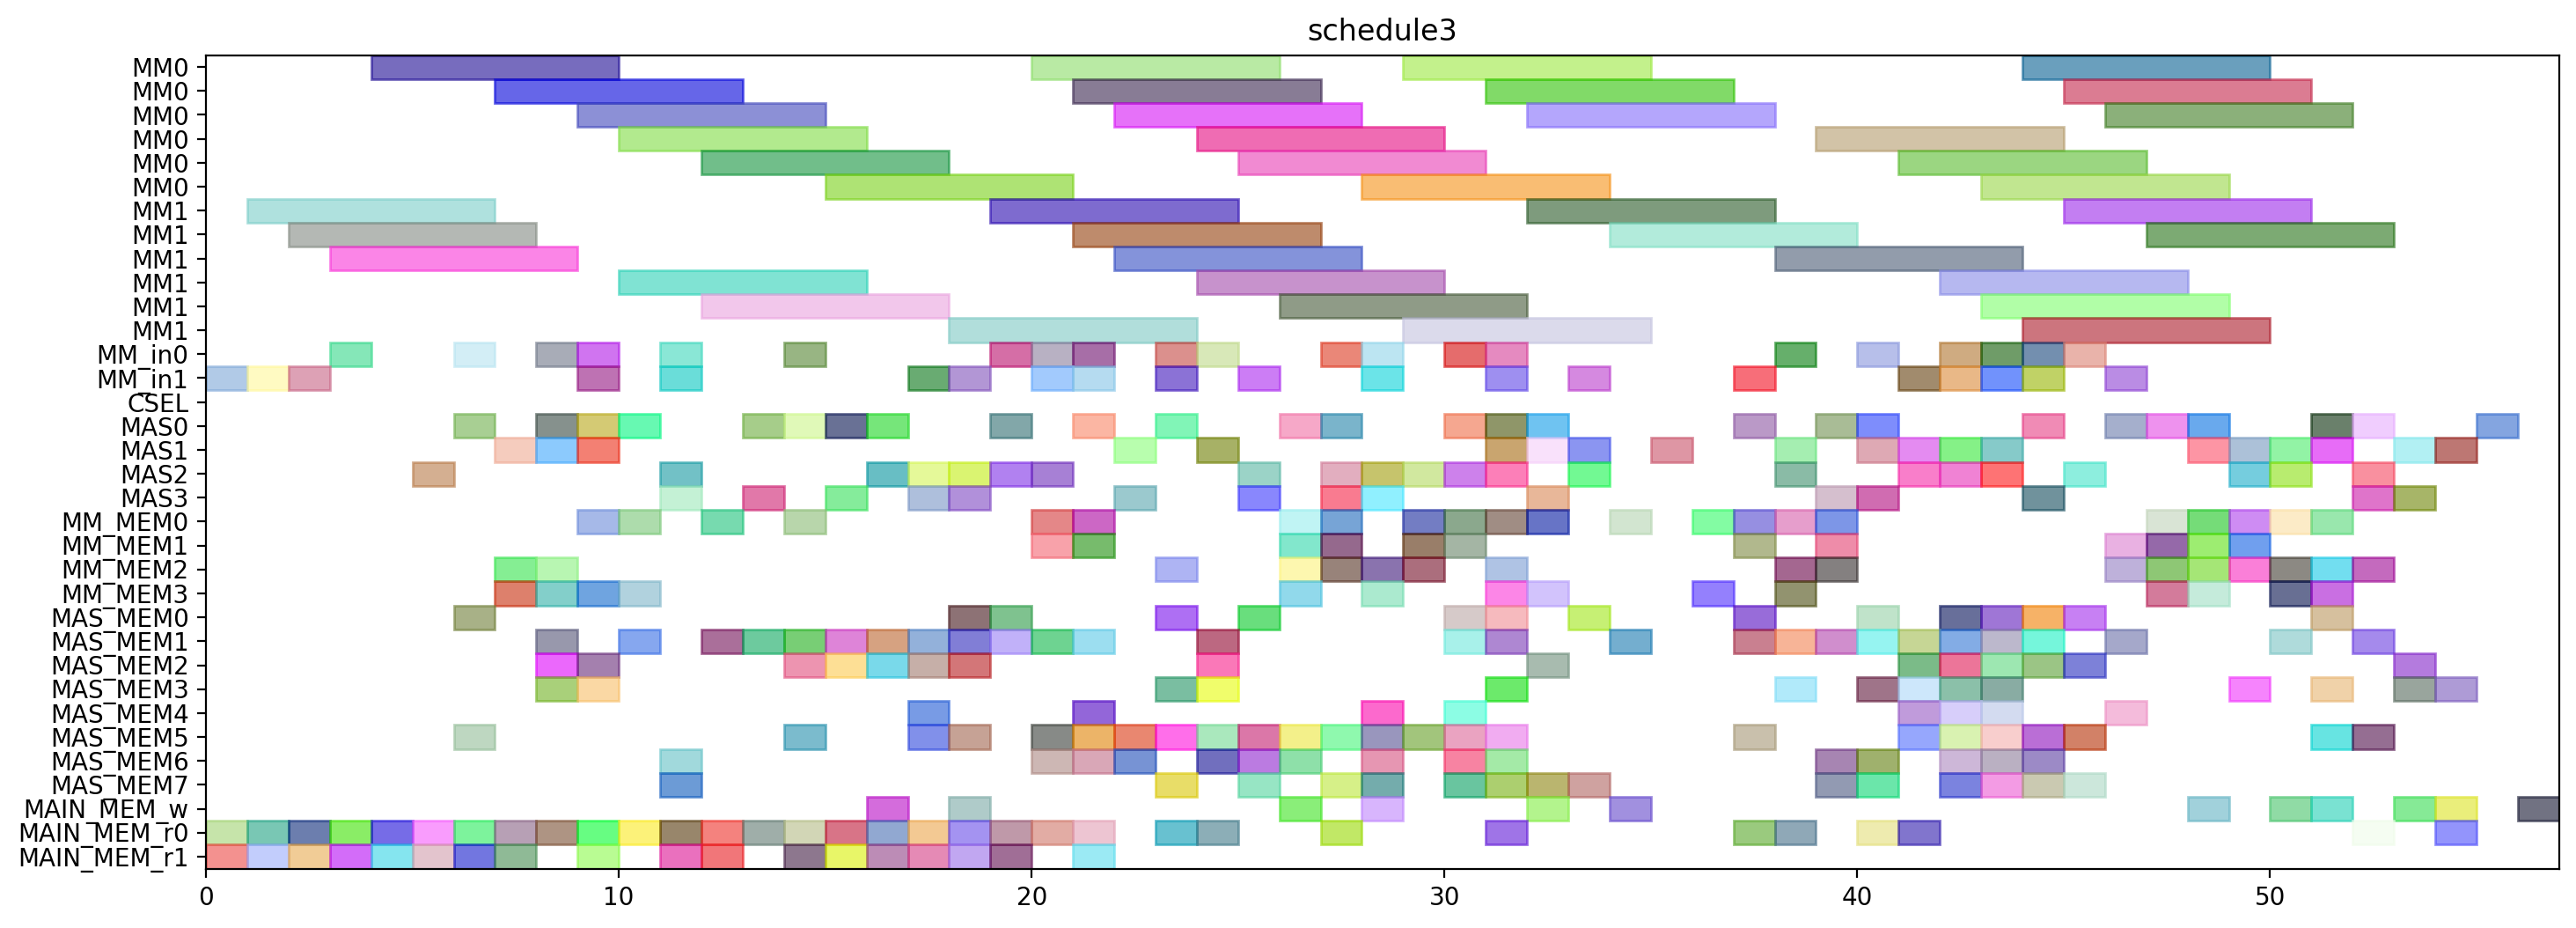 schedule3
MM0
MM0
MM0
MM0
MM0
MM0
MM1
MM1
MM1
MM1
MM1
MM1
MM_in0
MM_in1
CSEL
MAS0
MAS1
MAS2
MAS3
MM_MEM0
MM_MEM1
MM_MEM2
MM_MEM3
MAS_MEM0
MAS_MEM1
MAS_MEM2
MAS_MEM3
MAS_MEM4
MAS_MEM5
MAS_MEM6
MAS_MEM7
MAIN_MEM_w
MAIN_MEM_r0
MAIN_MEM_r1
0 10 20 30 40 50